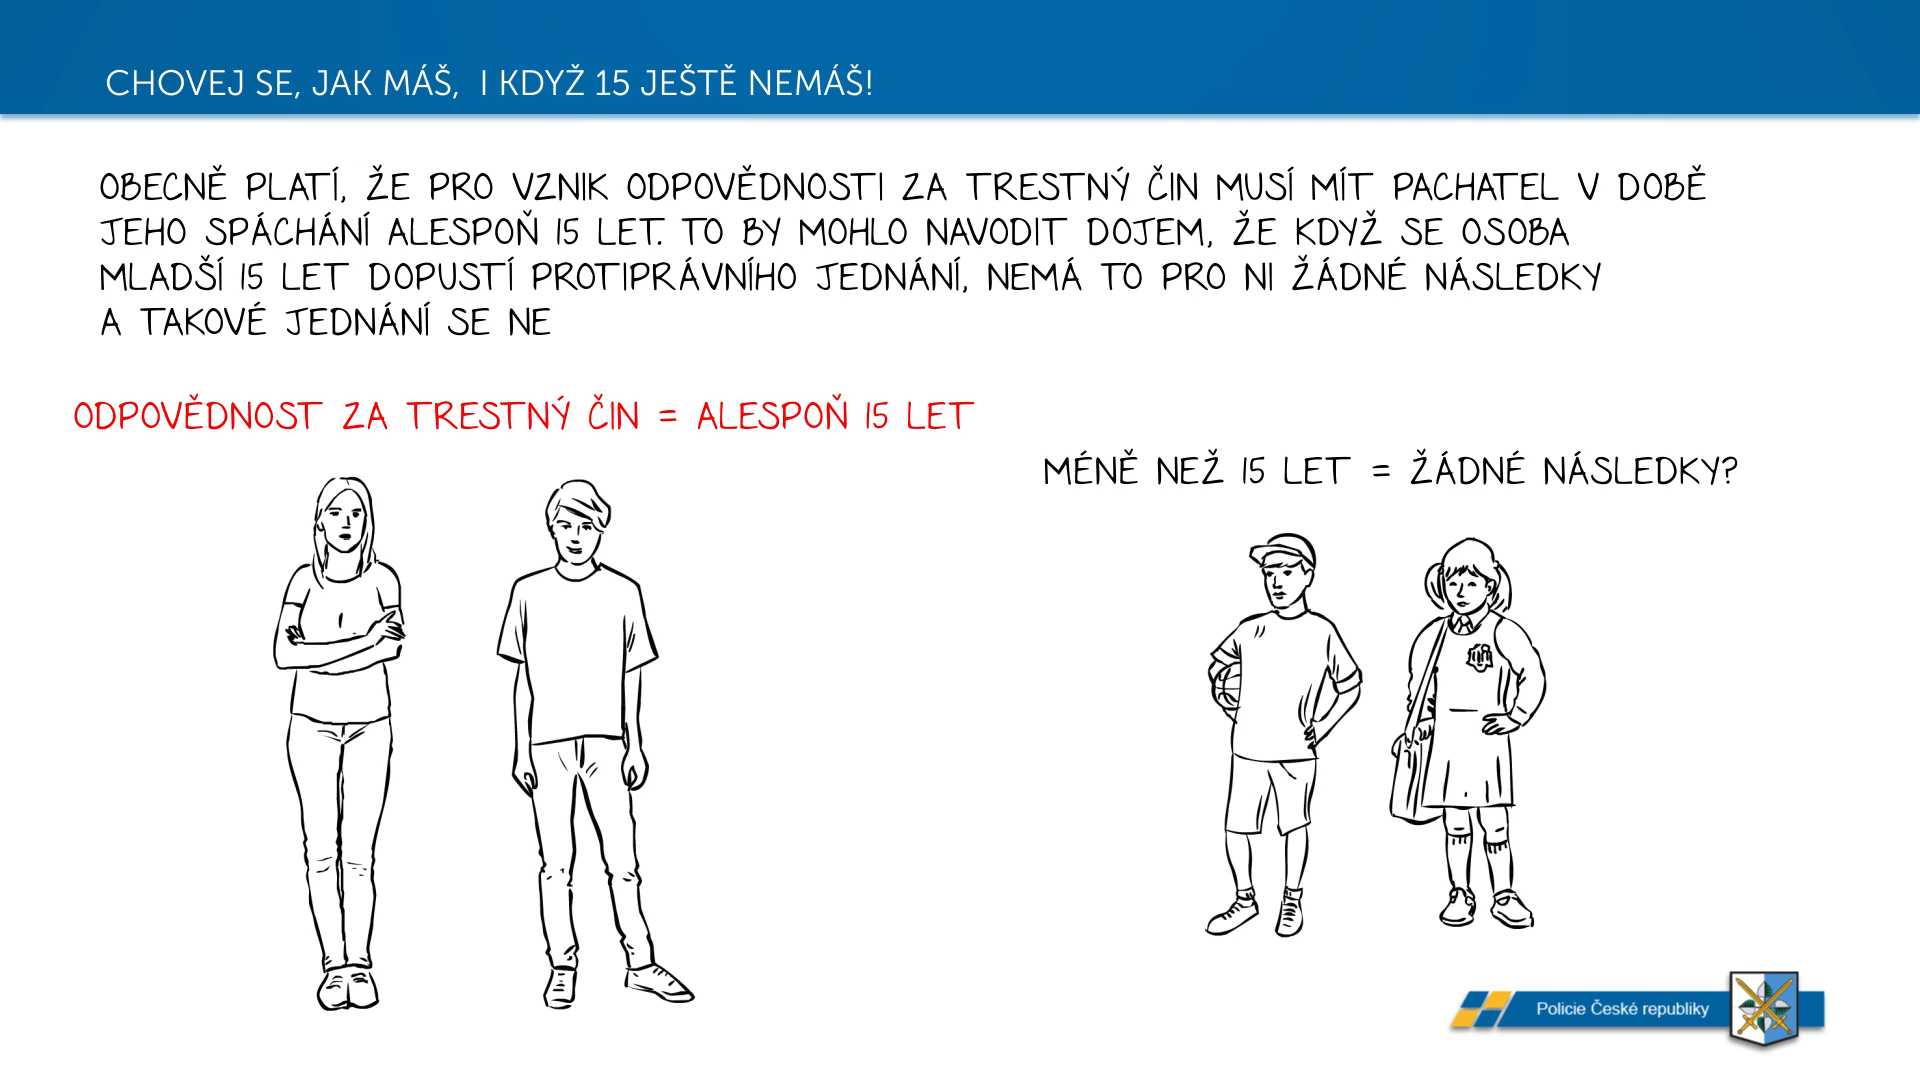 CHOVEJ SE, JAK MÁŠ, I KDYŽ 15 JEŠTĚ NEMÁŠ!
OBECNĚ PLATÍ, ŽE PRO VZNIK ODPOVĚDNOSTI ZA TRESTNÝ ČIN MUSÍ MÍT PACHATEL V DOBĚ
JEHO SPÁCHÁNÍ ALESPOŇ 15 LET. TO BY MOHLO NAVODIT DOJEM, ŽE KDYŽ SE OSOBA
MLADŠÍ 15 LET DOPUSTÍ PROTIPRÁVNÍHO JEDNÁNÍ, NEMÁ TO PRO NI ŽÁDNÉ NÁSLEDKY
A TAKOVÉ JEDNÁNÍ SE NE
ODPOVĚDNOST ZA TRESTNÝ ČIN = ALESPOŇ 15 LET
MÉNĚ NEŽ 15 LET = ŽÁDNÉ NÁSLEDKY?
Policie České republiky